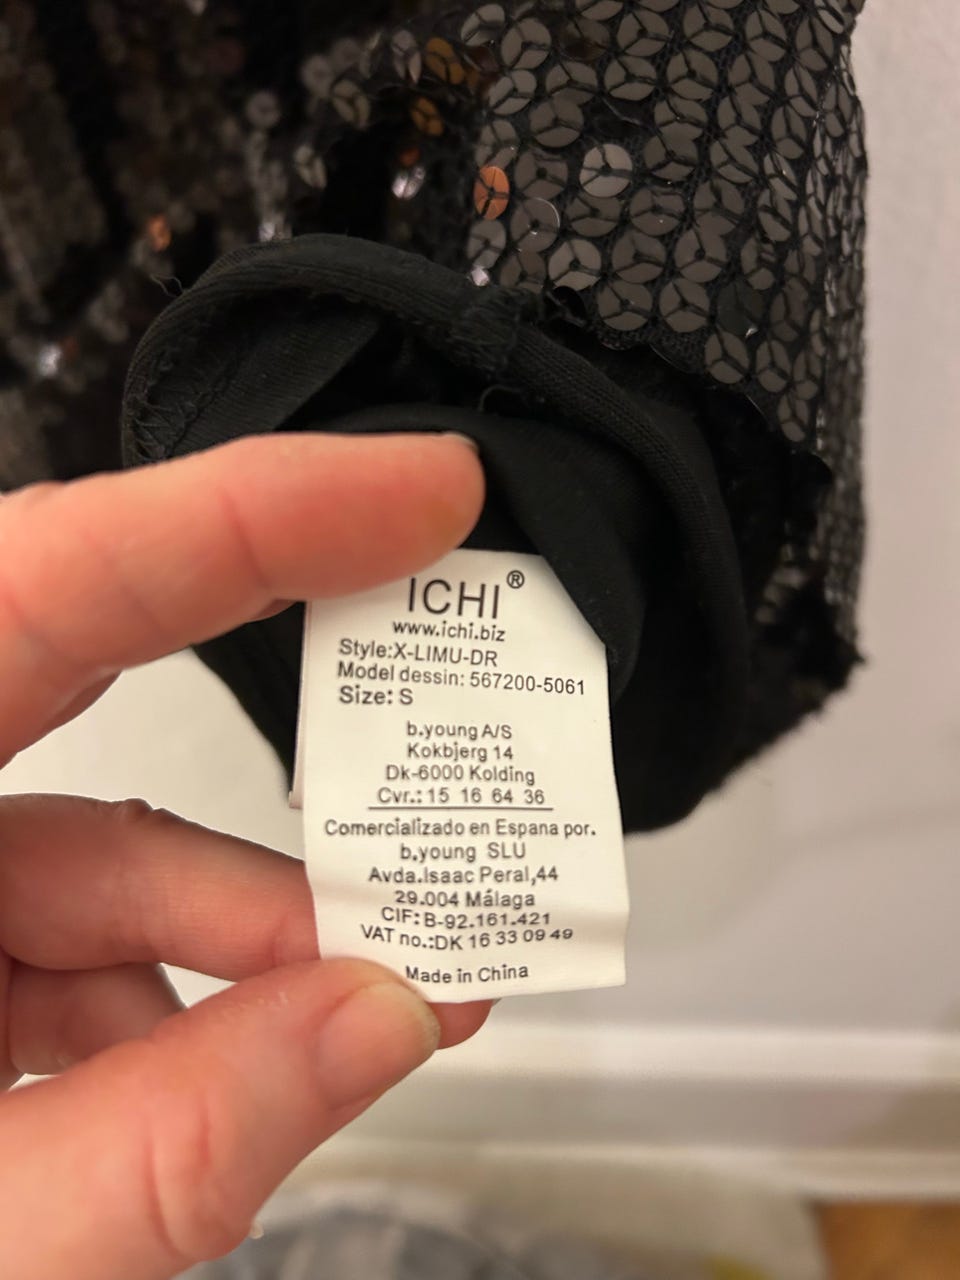 ICHI®
www.ichi.biz
Style:X-LIMU-DR
Model dessin: 567200-5061
Size: S
b.young A/S
Kokbjerg 14
Dk-6000 Kolding
Cvr.: 15 16 64 36
Comercializado en Espana por.
b.young SLU
Avda.Isaac Peral,44
29.004 Málaga
CIF: B-92.161.421
VAT no.:DK 16 33 09 49
Made in China